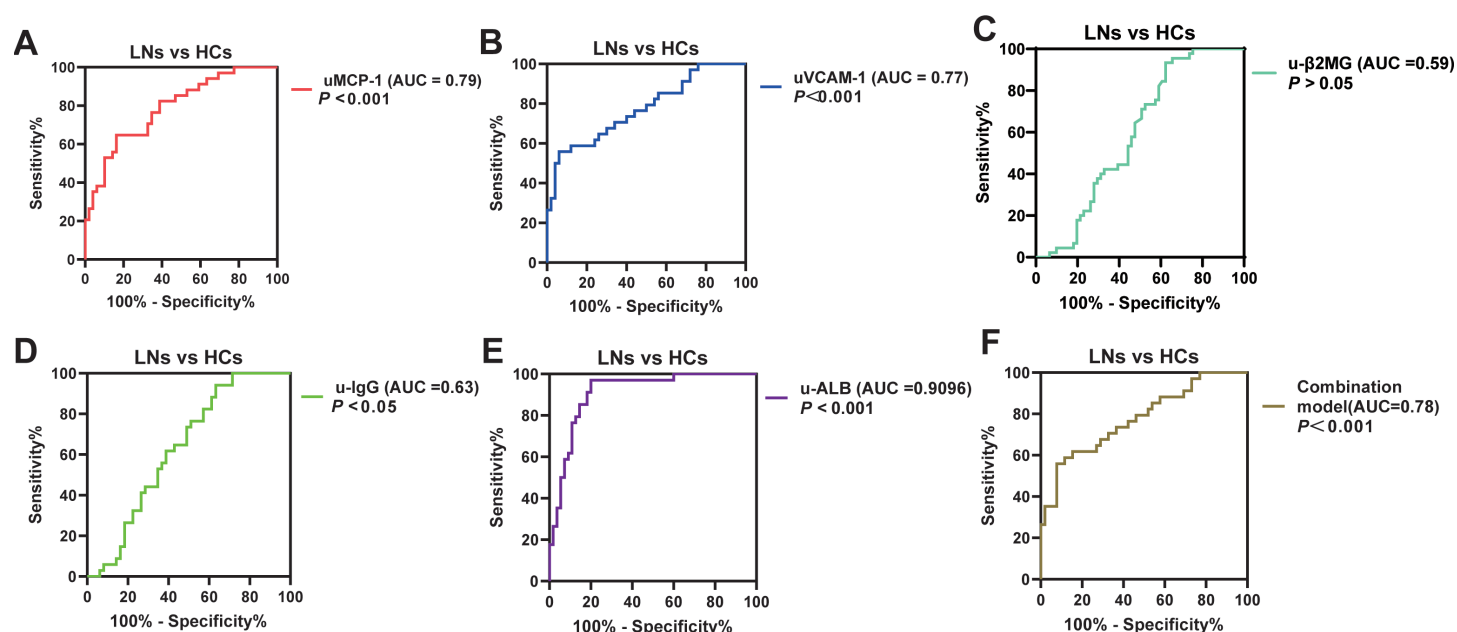 A
LNs vs HCs
Sensitivity%
100
80
60
40
20
0
0 20 40 60 80 100
100% - Specificity%
uMCP-1 (AUC = 0.79)
P <0.001
B
LNs vs HCs
Sensitivity%
100
80
60
40
20
0
0 20 40 60 80 100
100% - Specificity%
uVCAM-1 (AUC = 0.77)
P<0.001
C
LNs vs HCs
Sensitivity%
100
80
60
40
20
0
0 20 40 60 80 100
100% - Specificity%
u-β2MG (AUC =0.59)
P > 0.05
D
LNs vs HCs
Sensitivity%
100
80
60
40
20
0
0 20 40 60 80 100
100% - Specificity%
u-IgG (AUC =0.63)
P < 0.05
E
LNs vs HCs
Sensitivity%
100
80
60
40
20
0
0 20 40 60 80 100
100% - Specificity%
u-ALB (AUC =0.9096)
P < 0.001
F
LNs vs HCs
Sensitivity%
100
80
60
40
20
0
0 20 40 60 80 100
100% - Specificity%
Combination
model(AUC=0.78)
P< 0.001